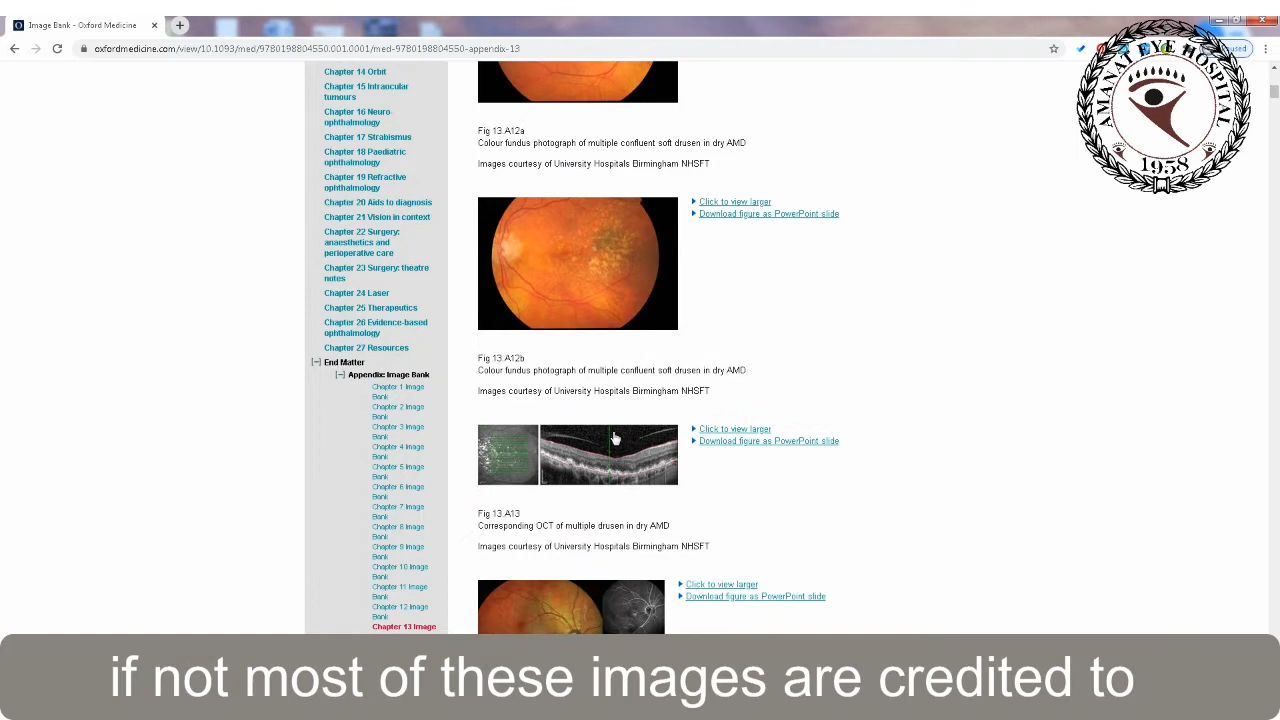 Image Bank - Oxford Medicine
oxfordmedicine.com/view/10.1093/med/9780198804550.001.0001/med-9780198804550-appendix-13
AMANAT EYE HOSPITAL
1958
Chapter 14 Orbit
Chapter 15 Intraocular
tumours
Chapter 16 Neuro-
ophthalmology
Chapter 17 Strabismus
Chapter 18 Paediatric
ophthalmology
Chapter 19 Refractive
ophthalmology
Chapter 20 Aids to diagnosis
Chapter 21 Vision in context
Chapter 22 Surgery:
anaesthetics and
perioperative care
Chapter 23 Surgery: theatre
notes
Chapter 24 Laser
Chapter 25 Therapeutics
Chapter 26 Evidence-based
ophthalmology
Chapter 27 Resources
End Matter
Appendix: Image Bank
Chapter 1 Image
Bank
Chapter 2 Image
Bank
Chapter 3 Image
Bank
Chapter 4 Image
Bank
Chapter 5 Image
Bank
Chapter 6 Image
Bank
Chapter 7 Image
Bank
Chapter 8 Image
Bank
Chapter 9 Image
Bank
Chapter 10 Image
Bank
Chapter 11 Image
Bank
Chapter 12 Image
Bank
Chapter 13 Image
Fig 13.A12a
Colour fundus photograph of multiple confluent soft drusen in dry AMD
Images courtesy of University Hospitals Birmingham NHSFT
Click to view larger
Download figure as PowerPoint slide
Fig 13.A12b
Colour fundus photograph of multiple confluent soft drusen in dry AMD
Images courtesy of University Hospitals Birmingham NHSFT
Click to view larger
Download figure as PowerPoint slide
Fig 13.A13
Corresponding OCT of multiple drusen in dry AMD
Images courtesy of University Hospitals Birmingham NHSFT
Click to view larger
Download figure as PowerPoint slide
if not most of these images are credited to